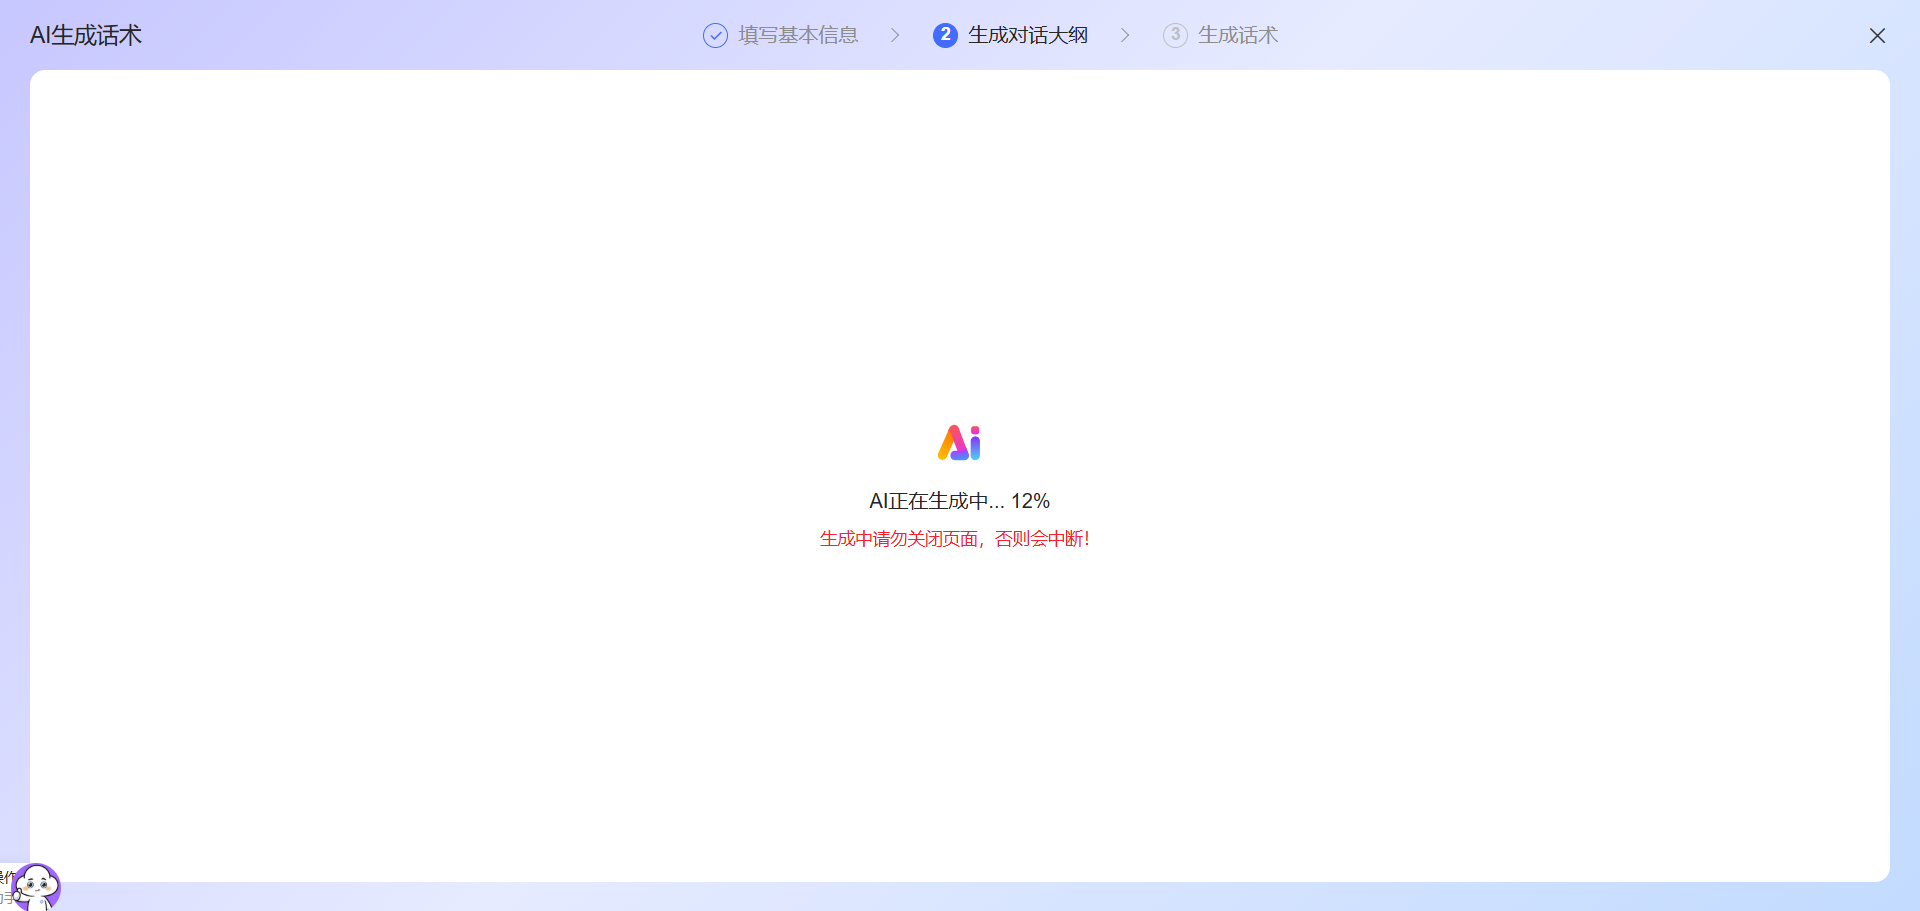 AI生成话术
填写基本信息
2 生成对话大纲
3 生成话术
Ai
AI正在生成中... 12%
生成中请勿关闭页面，否则会中断！
操作